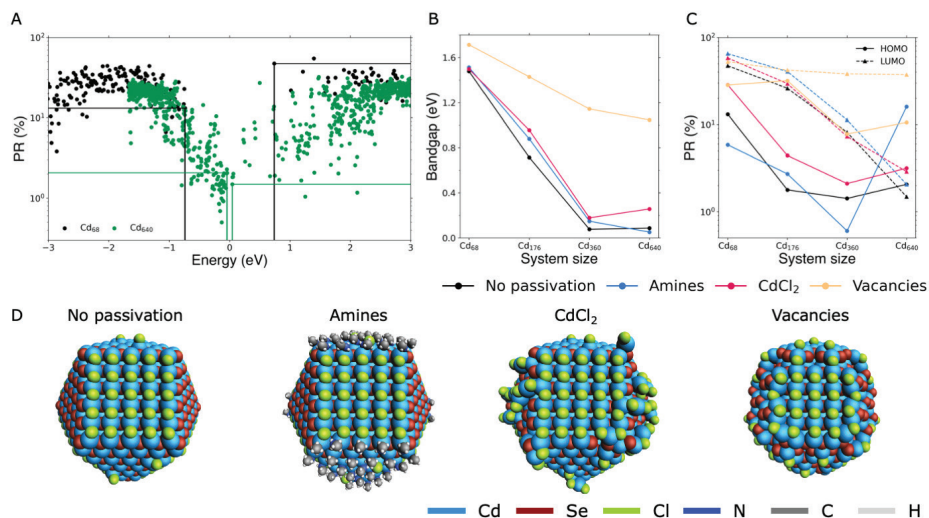 A
PR (%)
10²
10¹
10⁰
Cd₆₈
Cd₆₄₀
−3
−2
−1
0
1
2
3
Energy (eV)
B
Bandgap (eV)
1.6
1.2
0.8
0.4
0.0
Cd₆₈
Cd₁₇₆
Cd₃₆₀
Cd₆₄₀
System size
C
PR (%)
10²
10¹
10⁰
HOMO
LUMO
Cd₆₈
Cd₁₇₆
Cd₃₆₀
Cd₆₄₀
System size
No passivation
Amines
CdCl₂
Vacancies
D
No passivation
Amines
CdCl₂
Vacancies
Cd
Se
Cl
N
C
H